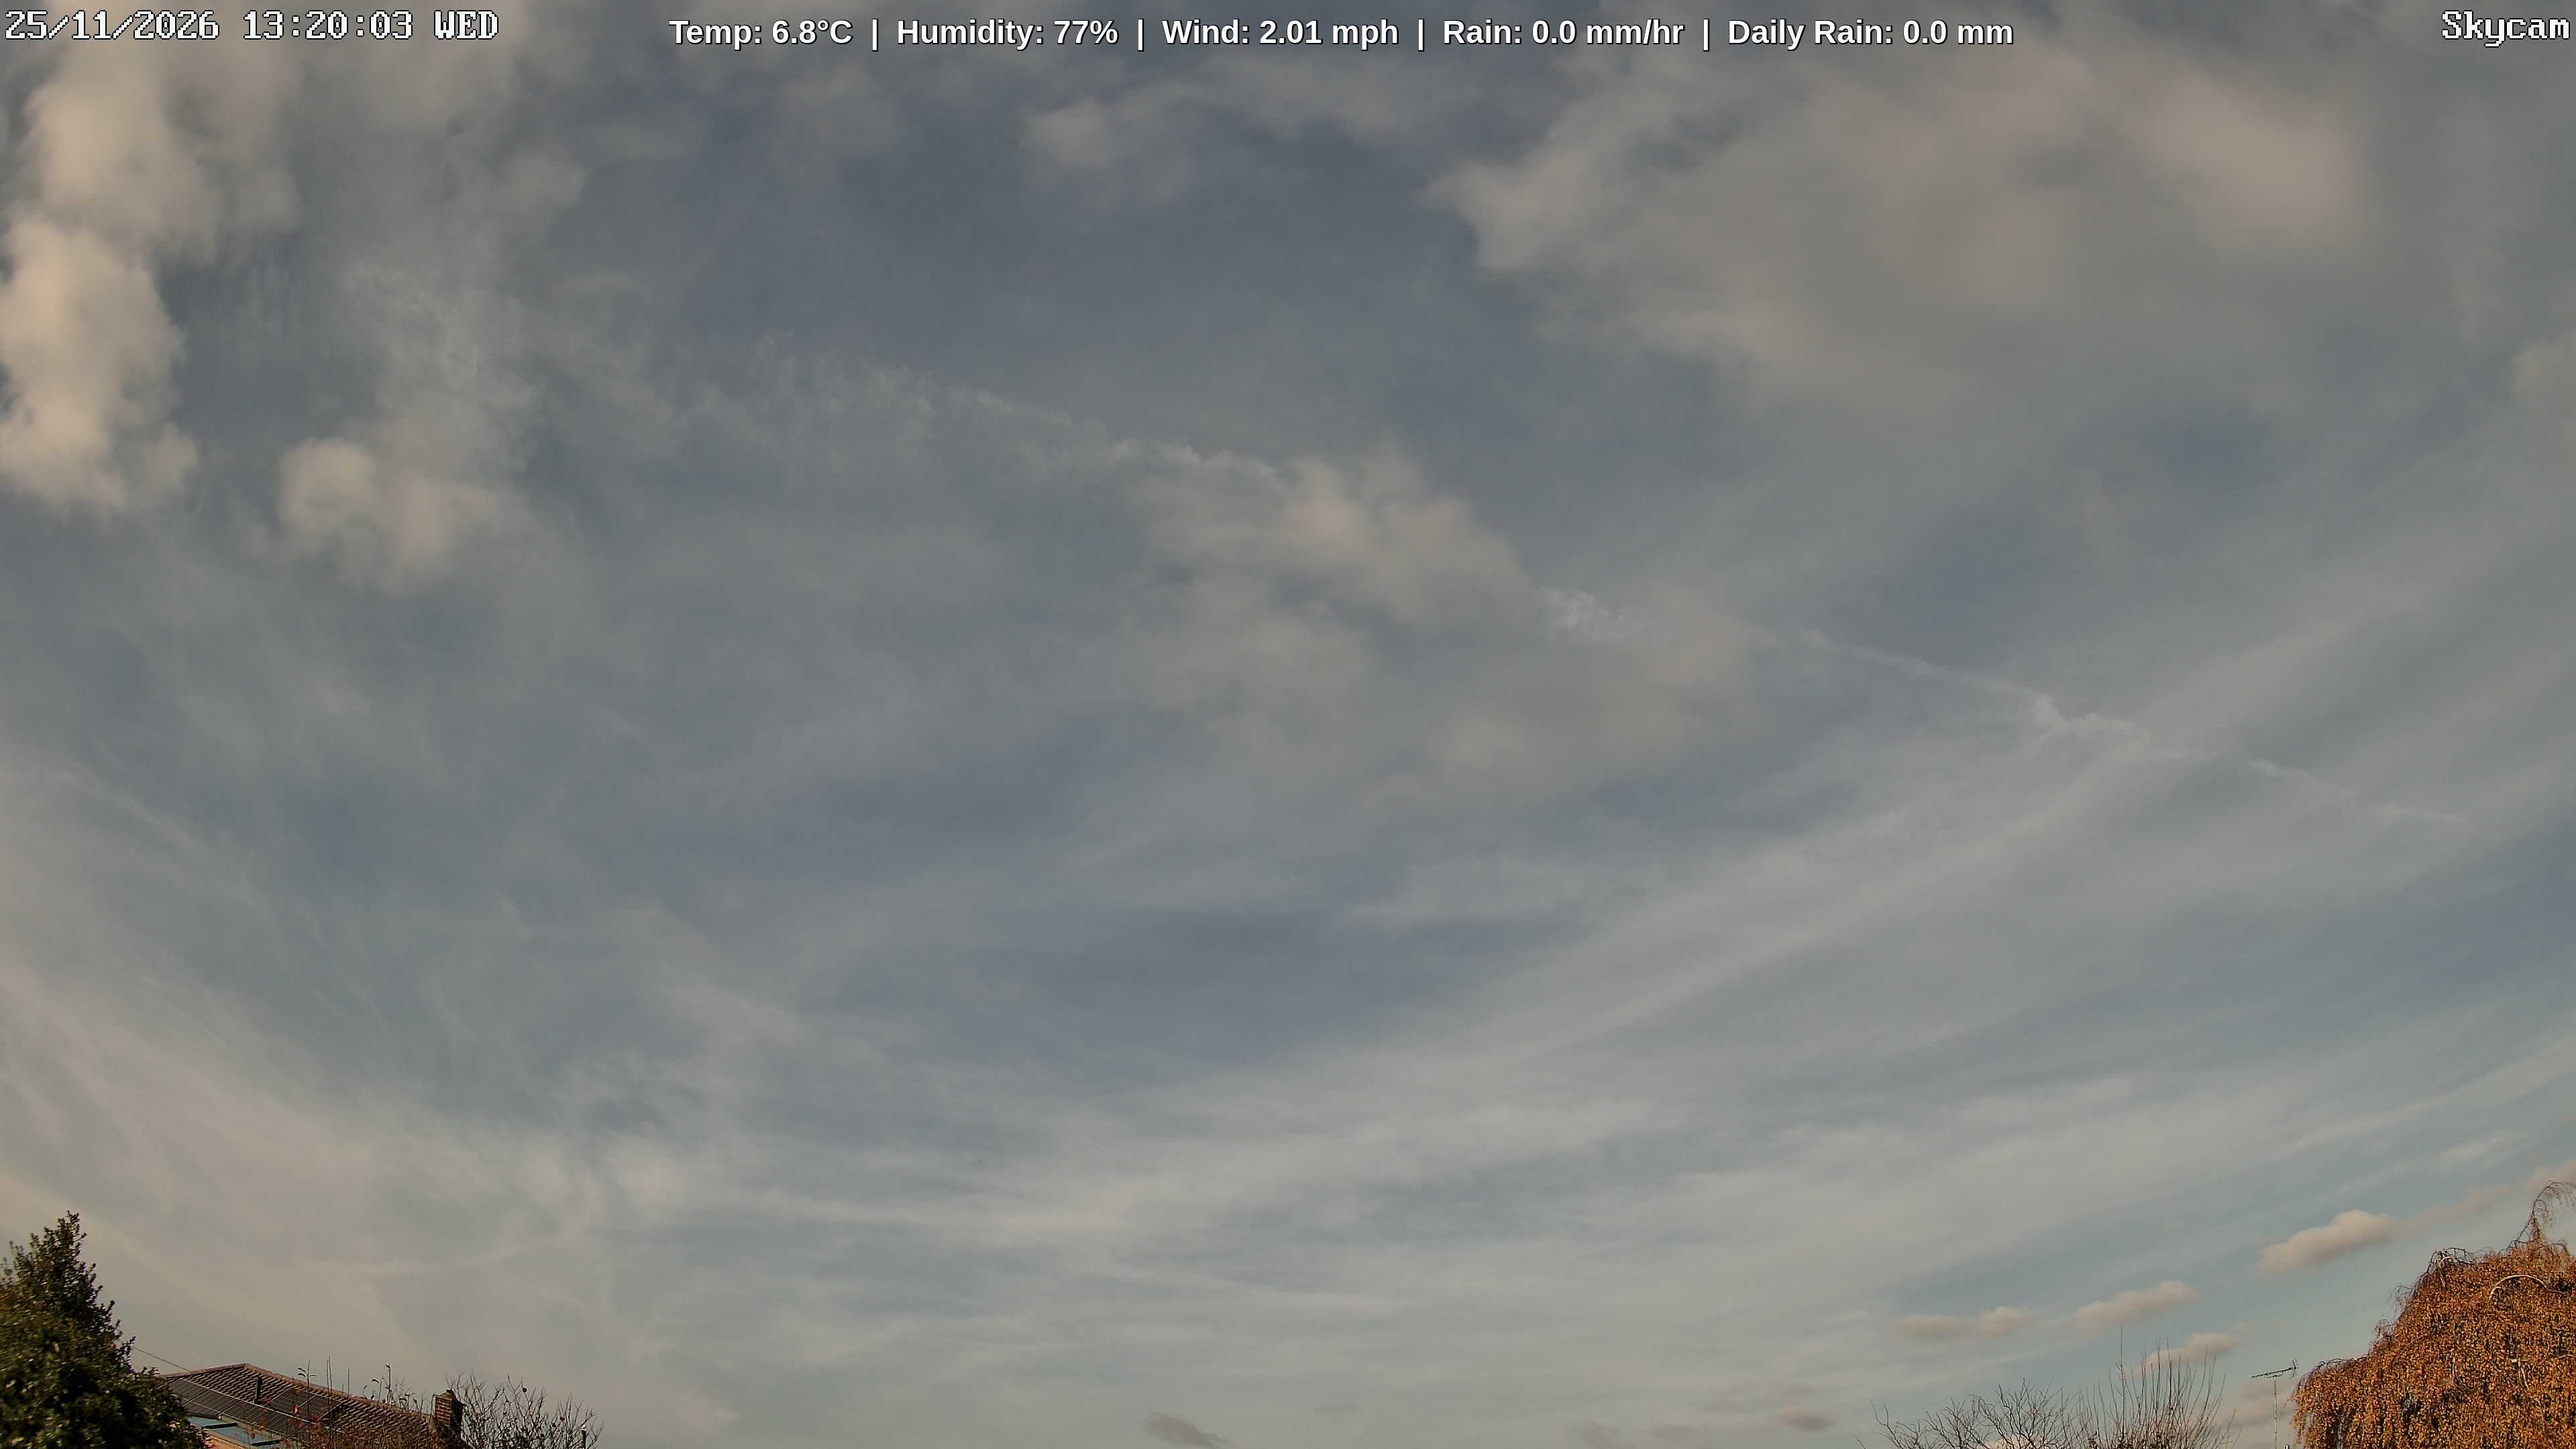 25/11/2026 13:20:03 WED
Temp: 6.8°C | Humidity: 77% | Wind: 2.01 mph | Rain: 0.0 mm/hr | Daily Rain: 0.0 mm
Skycam